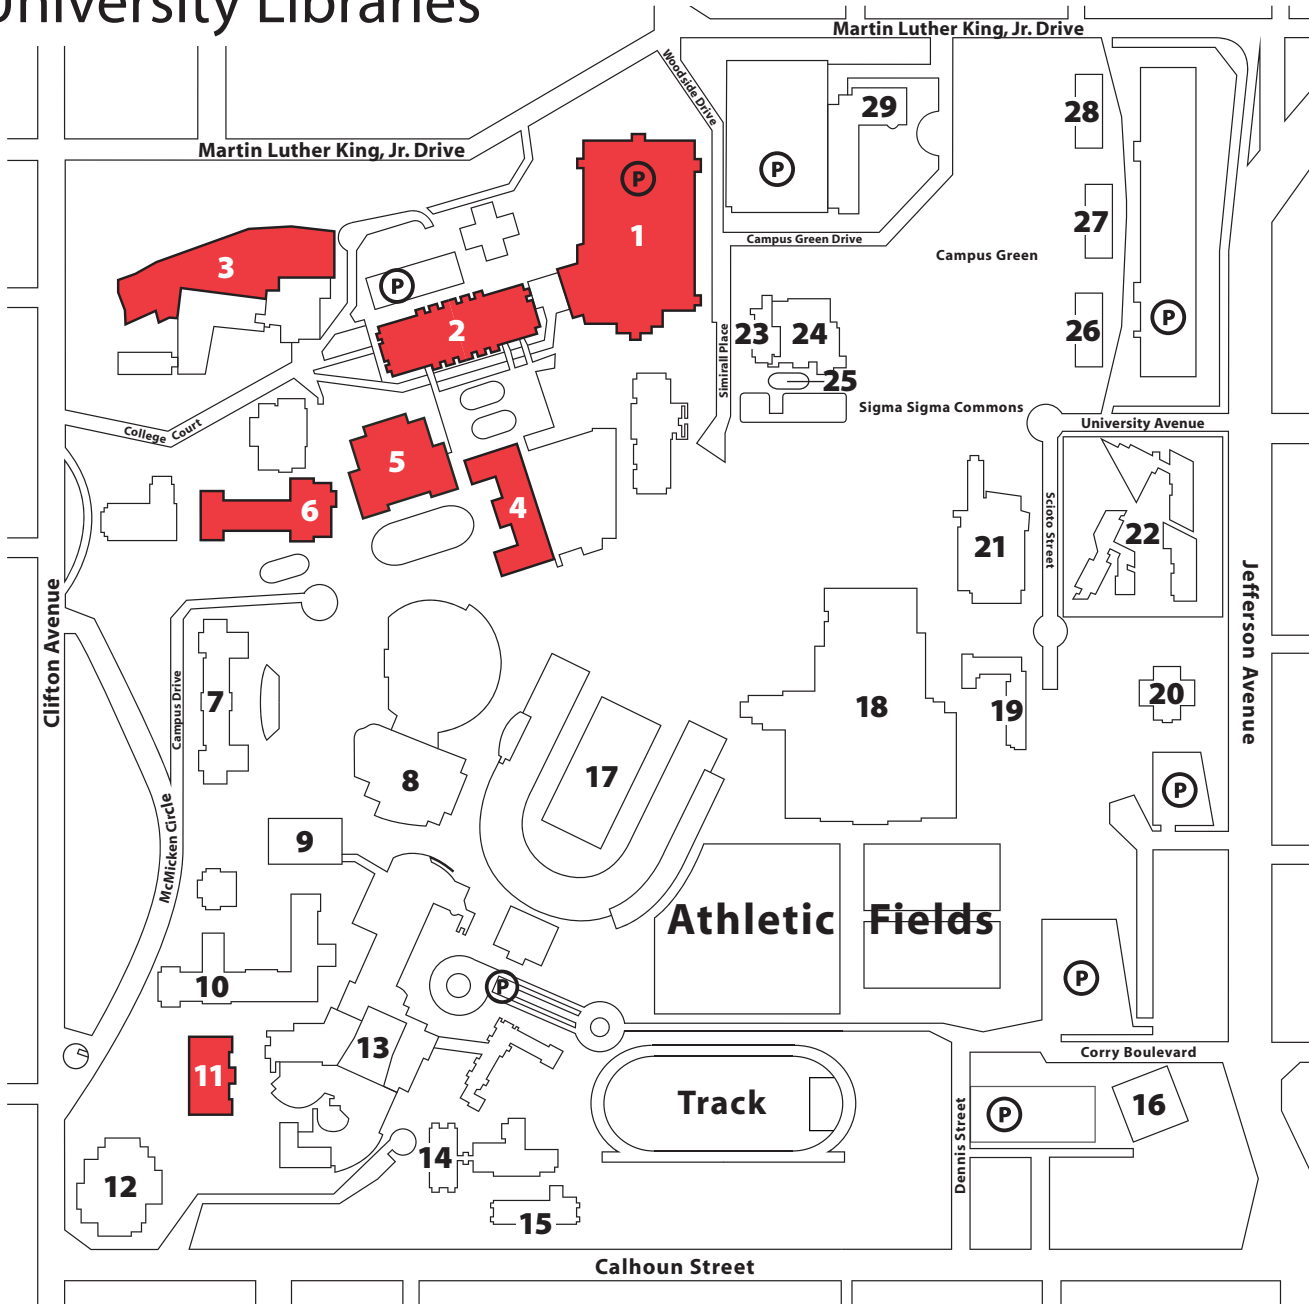 University Libraries
Martin Luther King, Jr. Drive
Woodside Drive
29
28
P
P
Martin Luther King, Jr. Drive
1
27
Campus Green Drive
Campus Green
3
P
2
P
23
24
26
Simirall Place
25
Sigma Sigma Commons
University Avenue
College Court
5
6
4
Scioto Street
22
21
Clifton Avenue
Jefferson Avenue
7
Campus Drive
20
19
18
17
8
P
McMicken Circle
9
Athletic Fields
10
P
P
13
Corry Boulevard
11
Track
P
16
Dennis Street
14
12
15
Calhoun Street